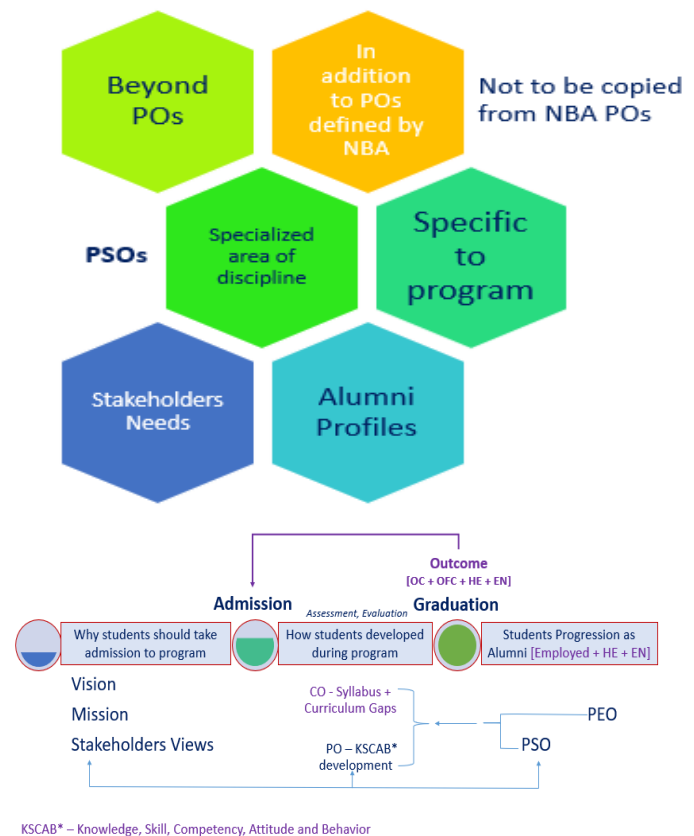 Beyond
POs
In
addition
to POs
defined by
NBA
Not to be copied
from NBA POs
PSOs
Specialized
area of
discipline
Specific
to
program
Stakeholders
Needs
Alumni
Profiles
Outcome
[OC + OFC + HE + EN]
Admission
Assessment, Evaluation
Graduation
Why students should take
admission to program
How students developed
during program
Students Progression as
Alumni [Employed + HE + EN]
Vision
Mission
Stakeholders Views
CO - Syllabus +
Curriculum Gaps
PO – KSCAB*
development
PEO
PSO
KSCAB* – Knowledge, Skill, Competency, Attitude and Behavior